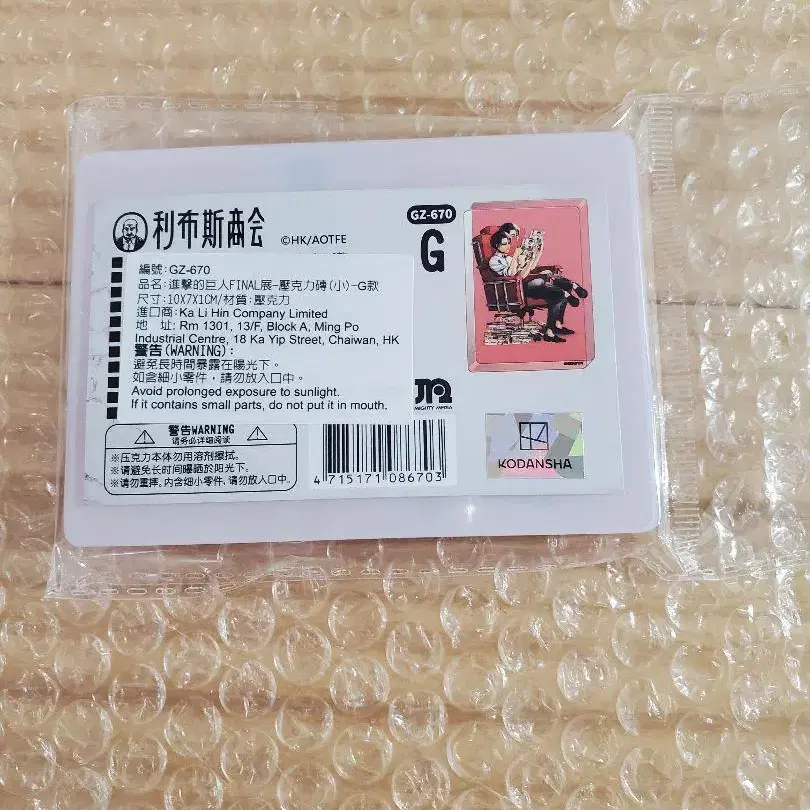 利布斯商会
©HK/AOTFE
GZ-670
G
編號:GZ-670
品名:進擊的巨人FINAL展-壓克力磚(小)-G款
尺寸:10X7X1CM/材質:壓克力
進口商:Ka Li Hin Company Limited
地 址: Rm 1301, 13/F, Block A, Ming Po
Industrial Centre, 18 Ka Yip Street, Chaiwan, HK
警告(WARNING):
避免長時間暴露在陽光下。
如含細小零件,請勿放入口中。
Avoid prolonged exposure to sunlight.
If it contains small parts, do not put it in mouth.
MIGHTY MEDIA
警告WARNING
请务必详细阅读
※压克力本体勿用溶剂擦拭。
※请避免长时间曝晒於阳光下。
※请勿重摔,内含细小零件,请勿放入口中。
4 715171 086703
KODANSHA